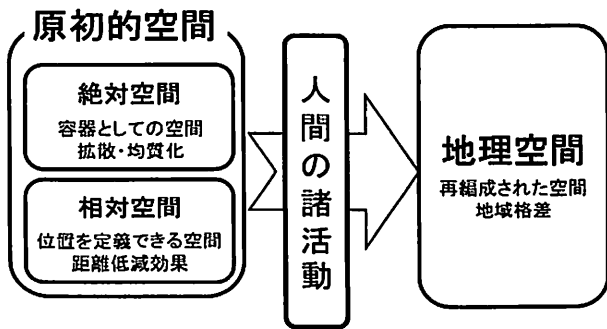 原初的空間
絶対空間
容器としての空間
拡散・均質化
相対空間
位置を定義できる空間
距離低減効果
人間の諸活動
地理空間
再編成された空間
地域格差